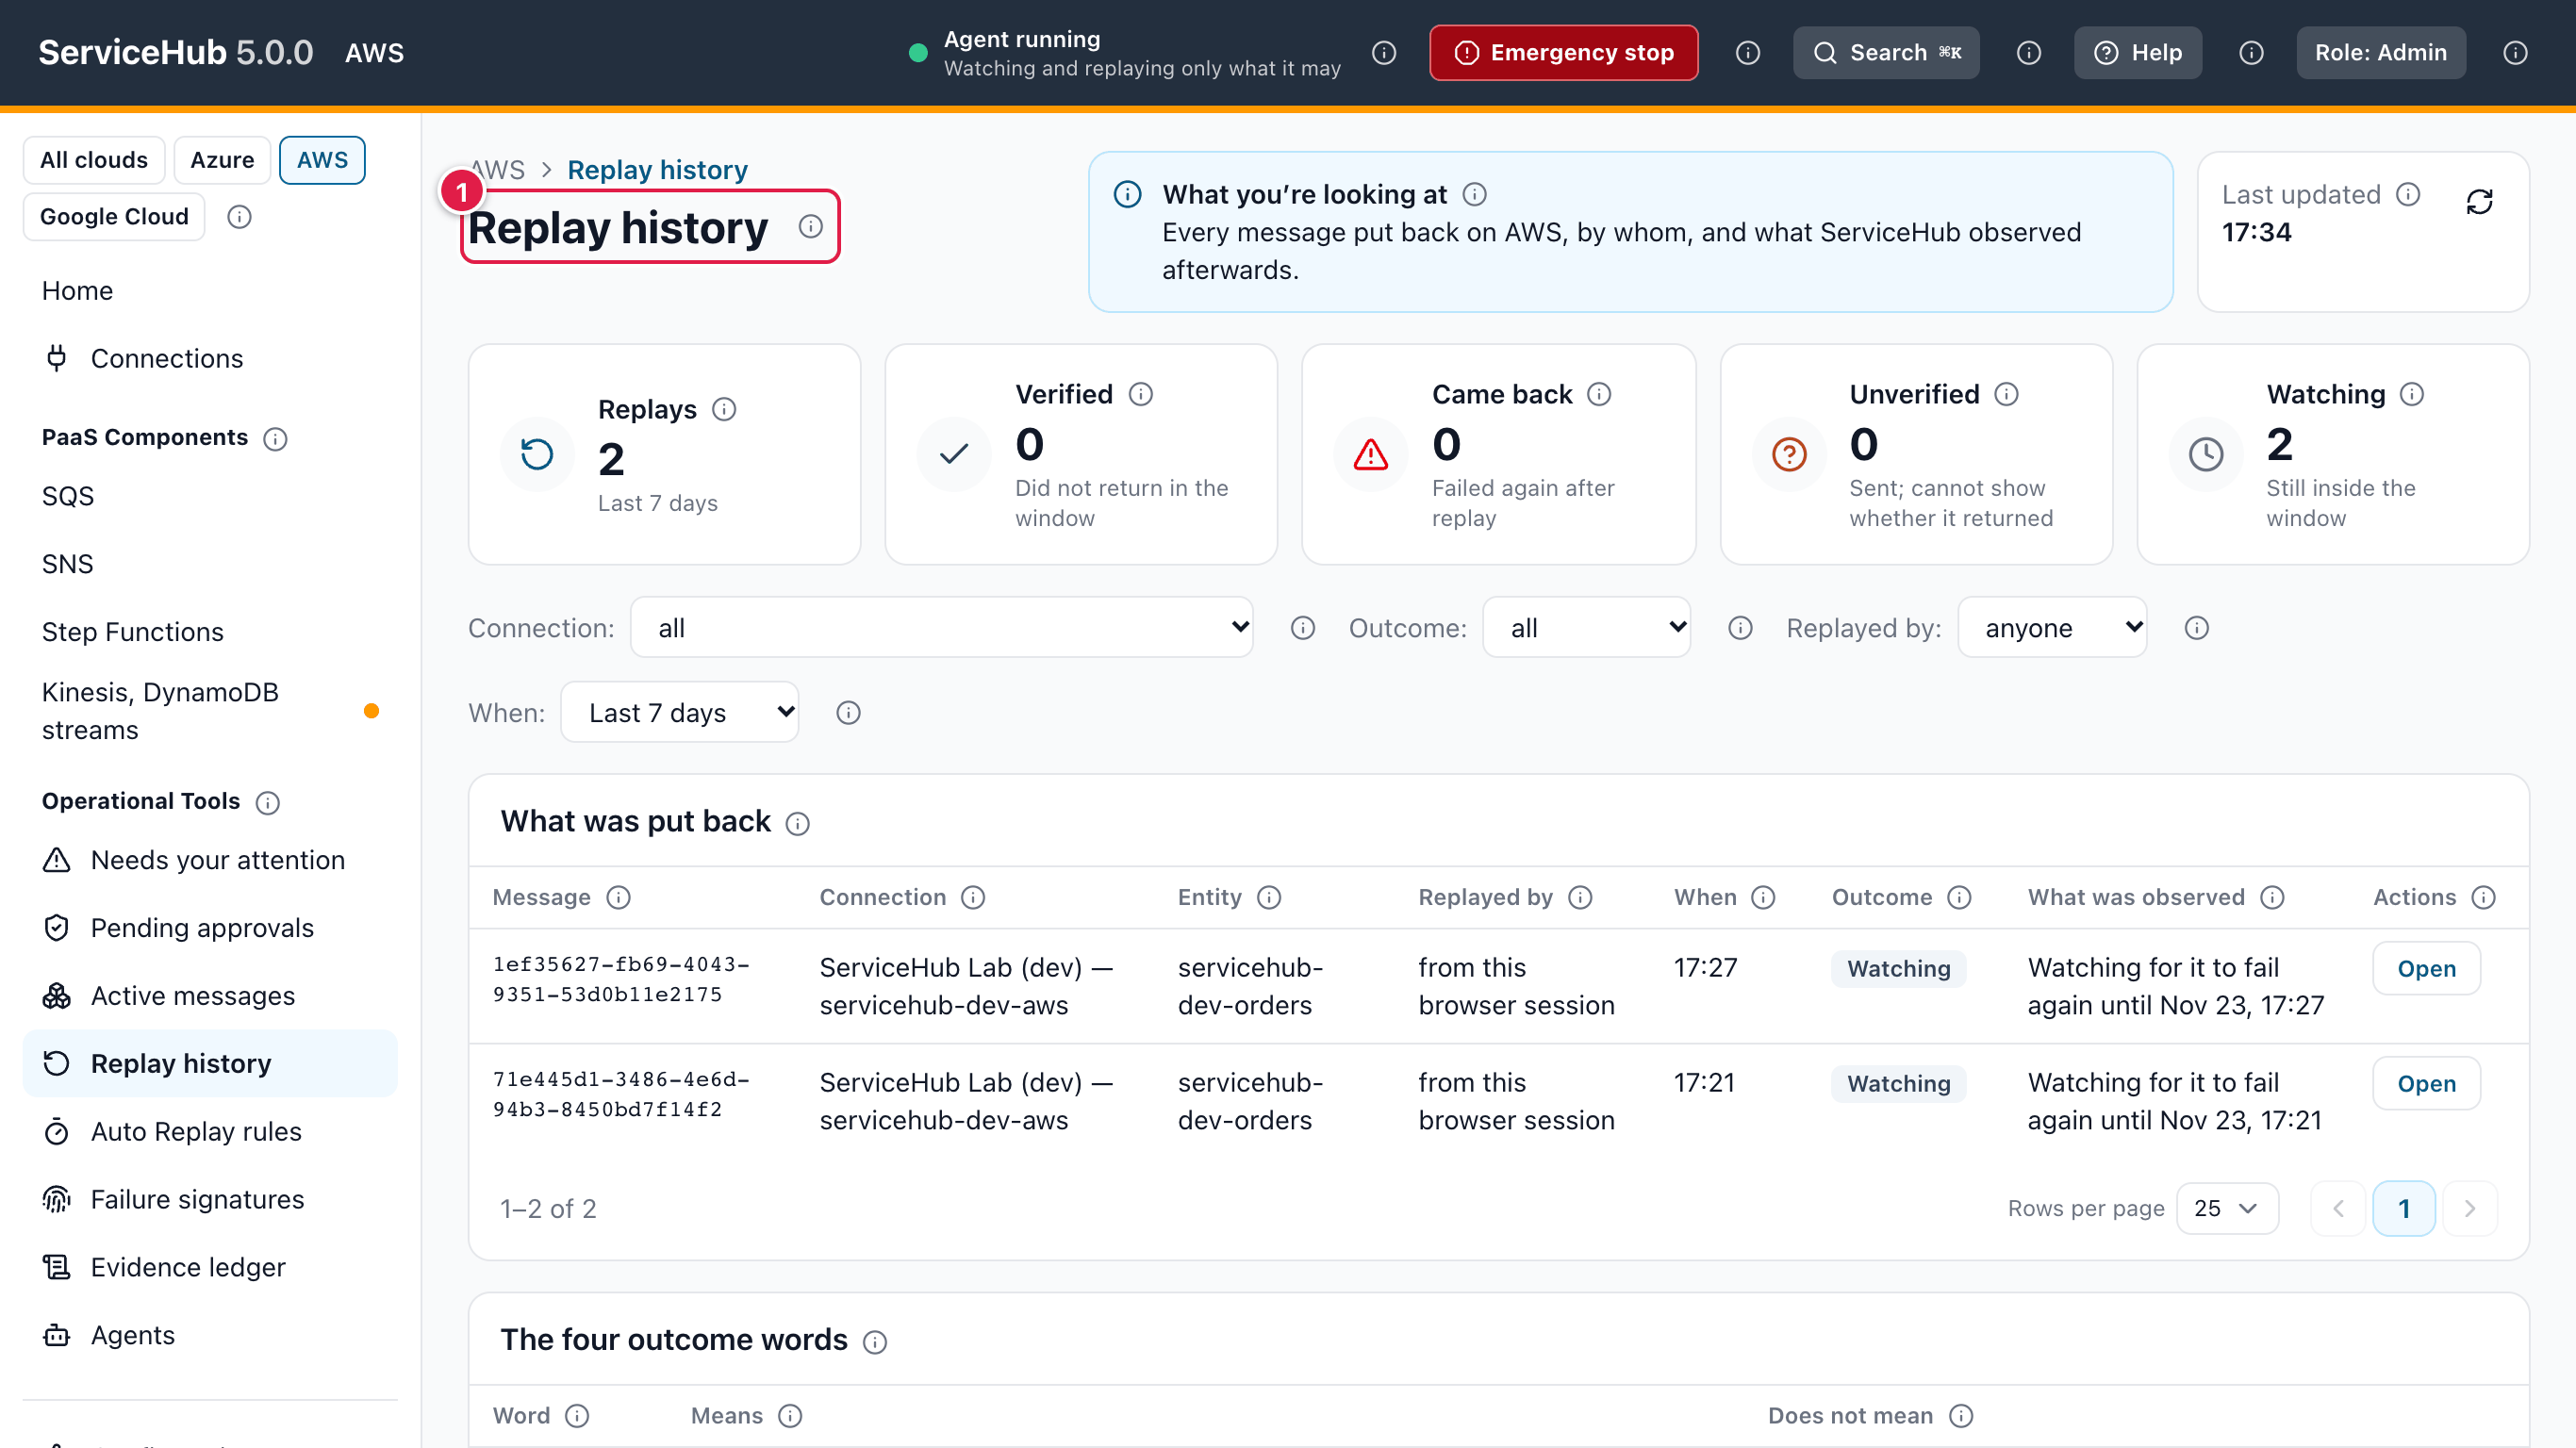 ServiceHub 5.0.0 AWS
Agent running
Watching and replaying only what it may
Emergency stop
Search ⌘K
Help
Role: Admin
All clouds
Azure
AWS
Google Cloud
Home
Connections
PaaS Components
SQS
SNS
Step Functions
Kinesis, DynamoDB
streams
Operational Tools
Needs your attention
Pending approvals
Active messages
Replay history
Auto Replay rules
Failure signatures
Evidence ledger
Agents
AWS > Replay history
1
Replay history
What you’re looking at
Every message put back on AWS, by whom, and what ServiceHub observed
afterwards.
Last updated
17:34
Replays
2
Last 7 days
Verified
0
Did not return in the
window
Came back
0
Failed again after
replay
Unverified
0
Sent; cannot show
whether it returned
Watching
2
Still inside the
window
Connection: all
Outcome: all
Replayed by: anyone
When: Last 7 days
What was put back
Message Connection Entity Replayed by When Outcome What was observed Actions
1ef35627-fb69-4043-
9351-53d0b11e2175
ServiceHub Lab (dev) —
servicehub-dev-aws
servicehub-
dev-orders
from this
browser session
17:27
Watching
Watching for it to fail
again until Nov 23, 17:27
Open
71e445d1-3486-4e6d-
94b3-8450bd7f14f2
ServiceHub Lab (dev) —
servicehub-dev-aws
servicehub-
dev-orders
from this
browser session
17:21
Watching
Watching for it to fail
again until Nov 23, 17:21
Open
1–2 of 2
Rows per page 25
1
The four outcome words
Word Means Does not mean